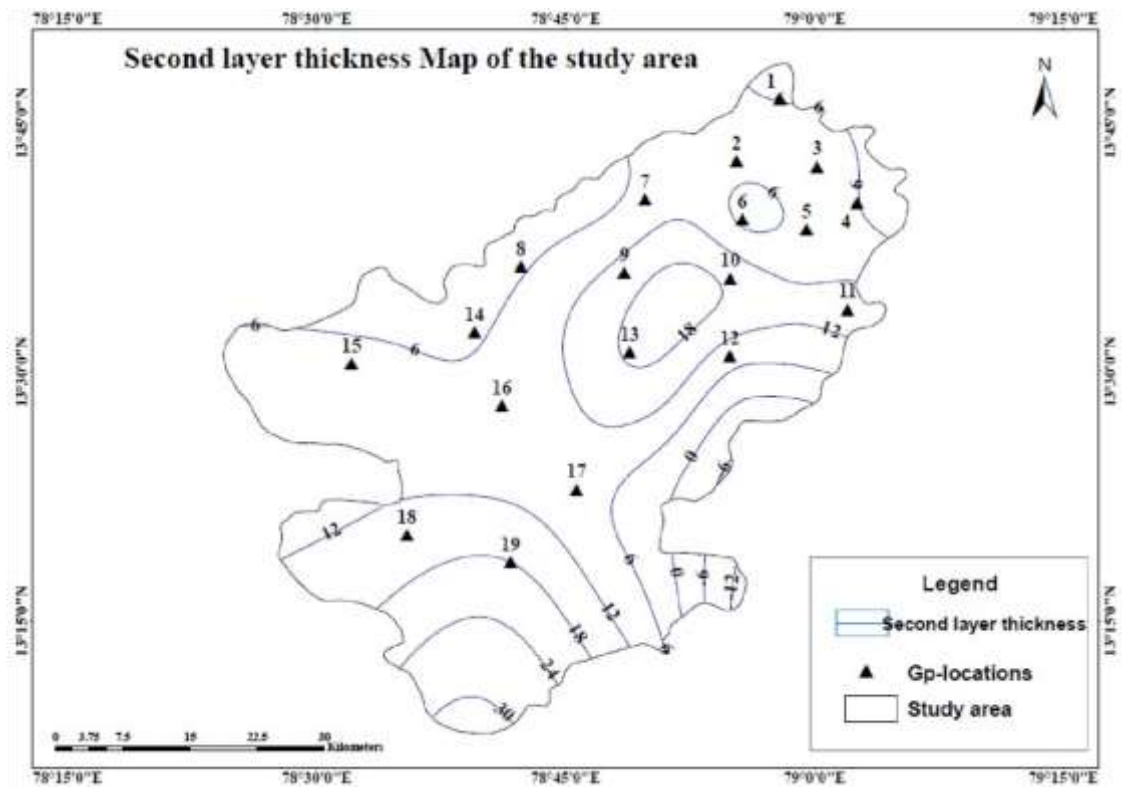 78°15'0"E 78°30'0"E 78°45'0"E 79°0'0"E 79°15'0"E
Second layer thickness Map of the study area
N
13°45'0"N 13°45'0"N
1
6
2 3
7
6
6 5 4
4
8
9 10
11
14
18
13 12
12
6 6
15
13°30'0"N 13°30'0"N
16
0
-6
17
12 18
19
6
0 -6 -12
12
18
24
6
30
13°15'0"N 13°15'0"N
Legend
Second layer thickness
Gp-locations
Study area
0 3.75 7.5 15 22.5 30
Kilometers
78°15'0"E 78°30'0"E 78°45'0"E 79°0'0"E 79°15'0"E